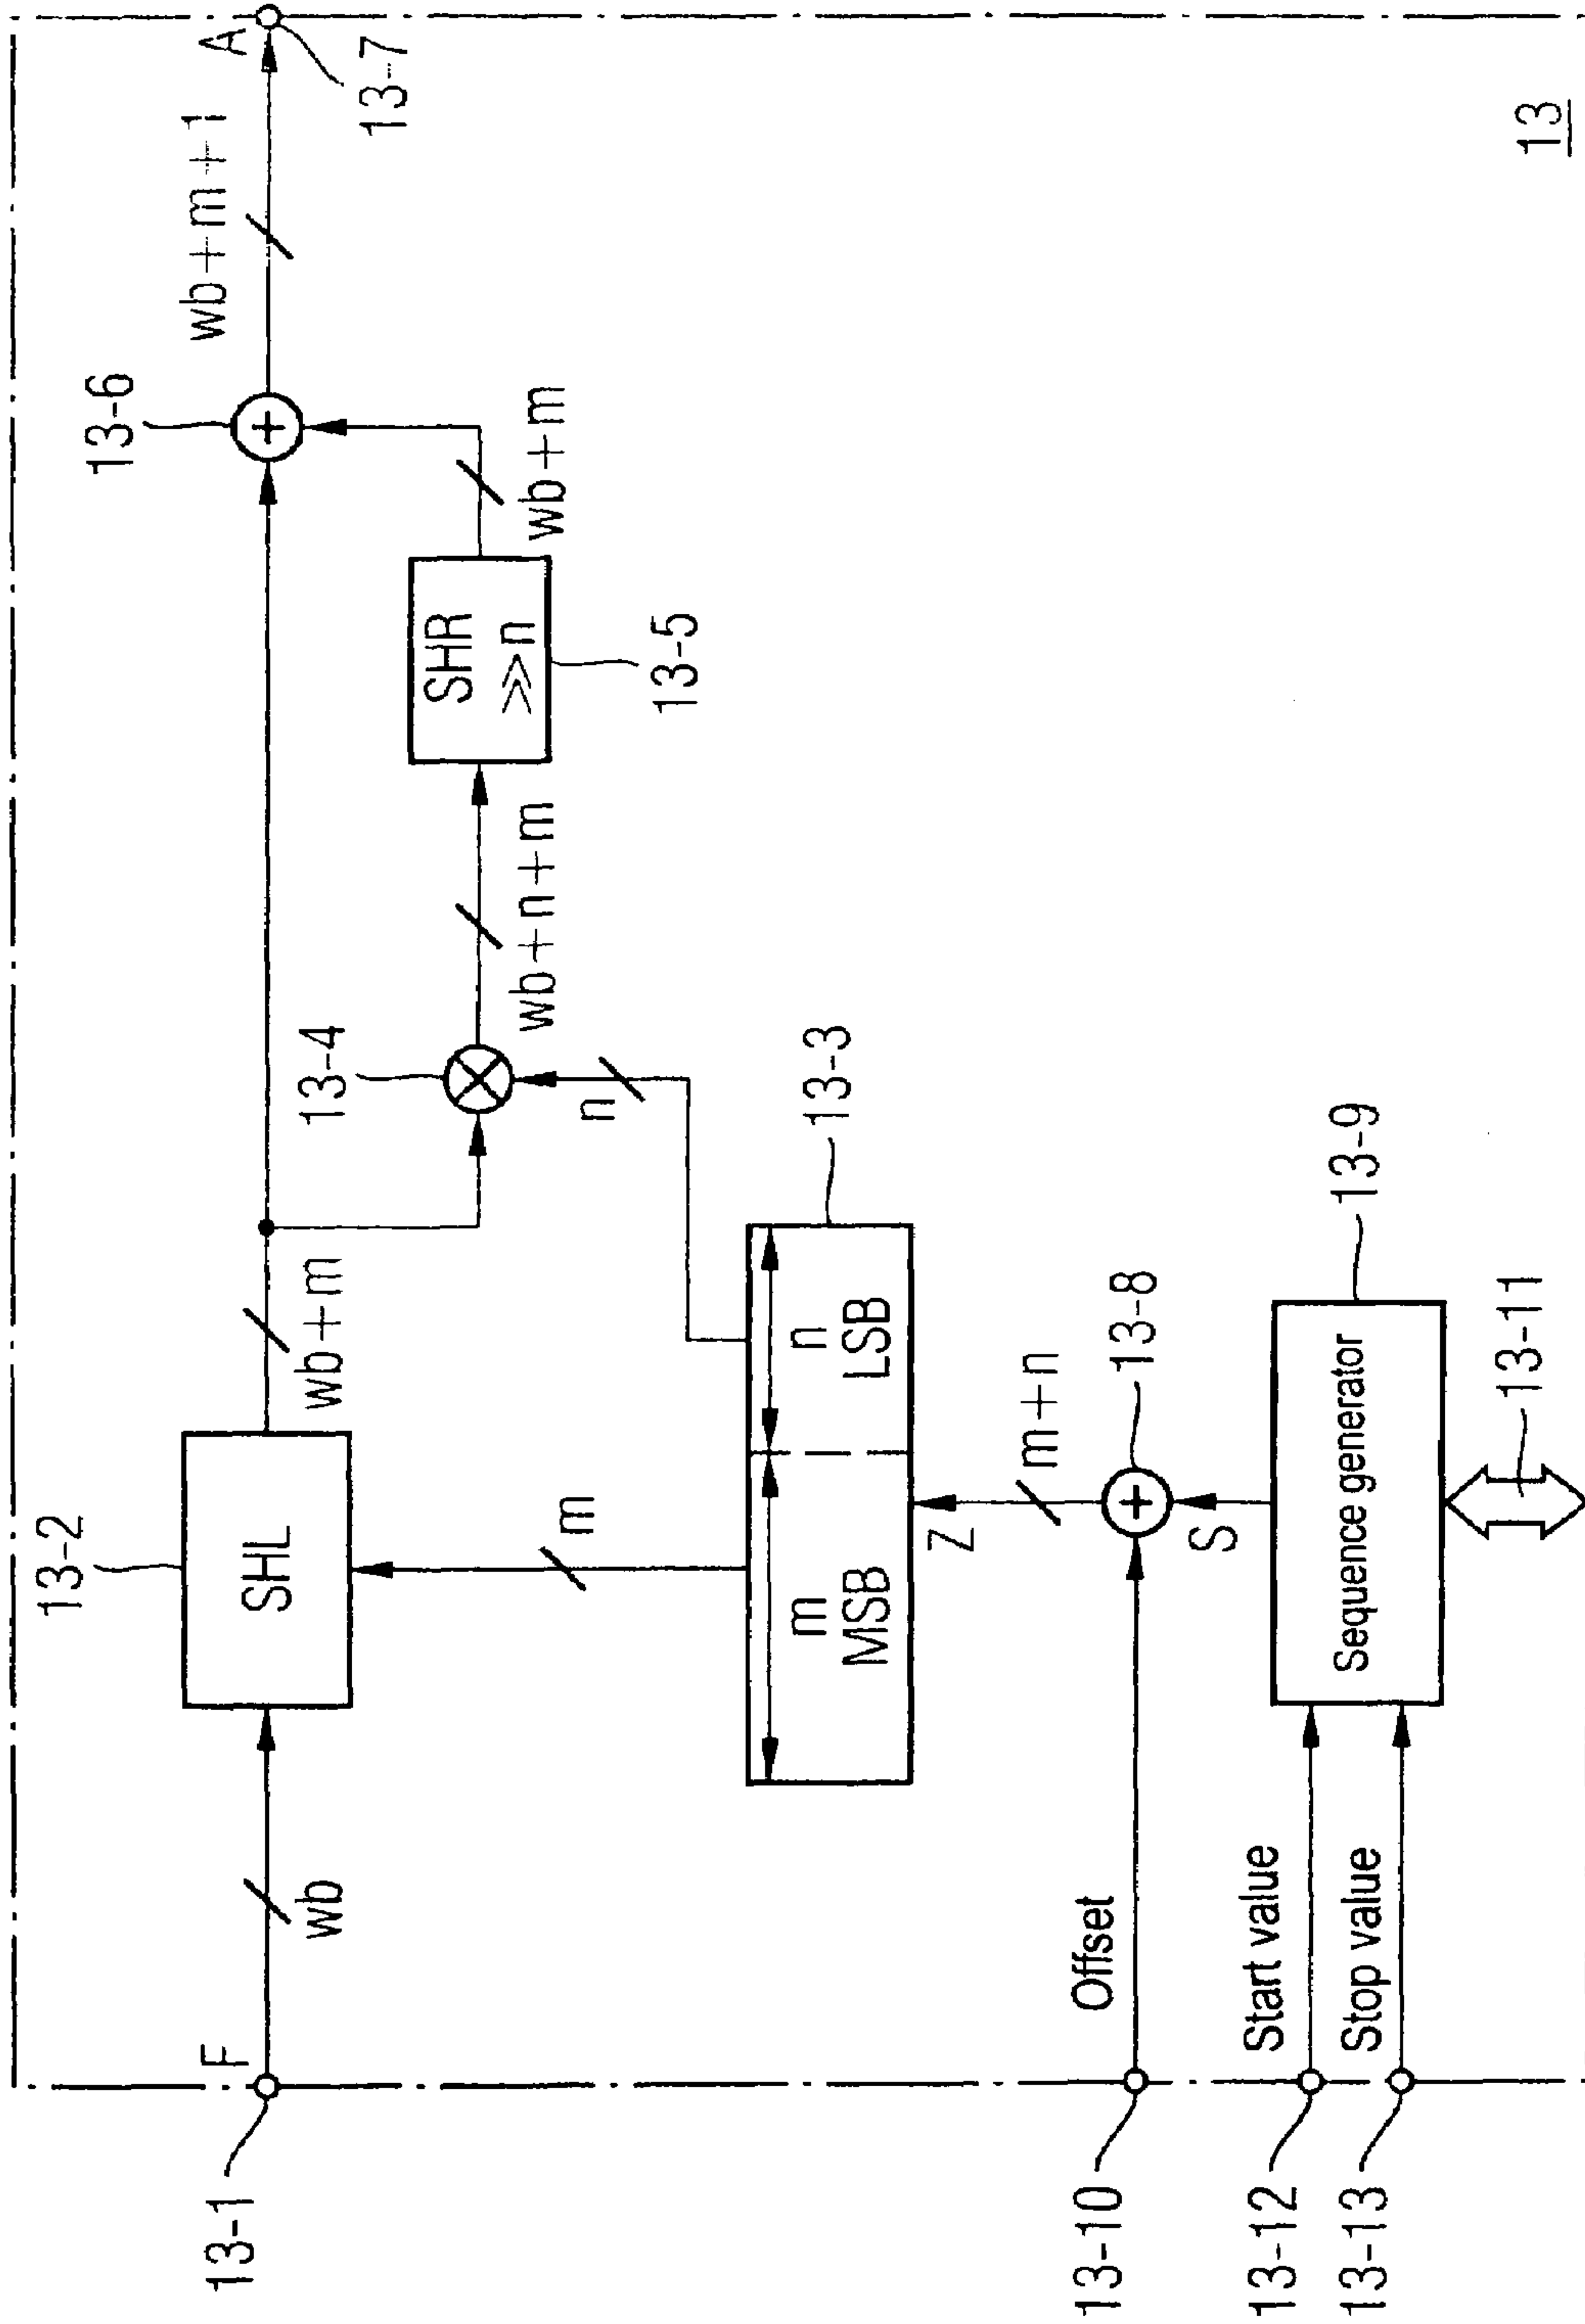 13-1
F
wb
13-2
SHL
m
wb+m
13-6
wb+m+1
A
13-7
13-4
n
wb+n+m
SHR
>>n
13-5
wb+m
m
MSB
n
LSB
13-3
Z
m+n
13-10
Offset
13-8
S
13-12
Start value
13-13
Stop value
Sequence generator
13-9
13-11
13